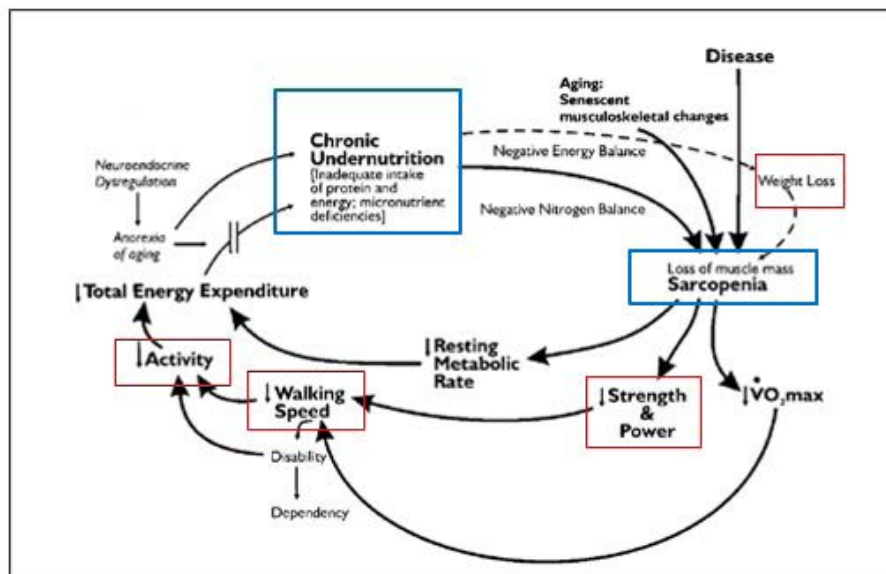 Disease
Aging:
Senescent
musculoskeletal changes
Chronic
Undernutrition
[Inadequate intake
of protein and
energy; micronutrient
deficiencies]
Negative Energy Balance
Weight Loss
Neuroendocrine
Dysregulation
Negative Nitrogen Balance
Anorexia
of aging
Loss of muscle mass
Sarcopenia
↓Total Energy Expenditure
↓Resting
Metabolic
Rate
↓Activity
↓Walking
Speed
↓Strength
&
Power
↓V̇O₂max
Disability
Dependency